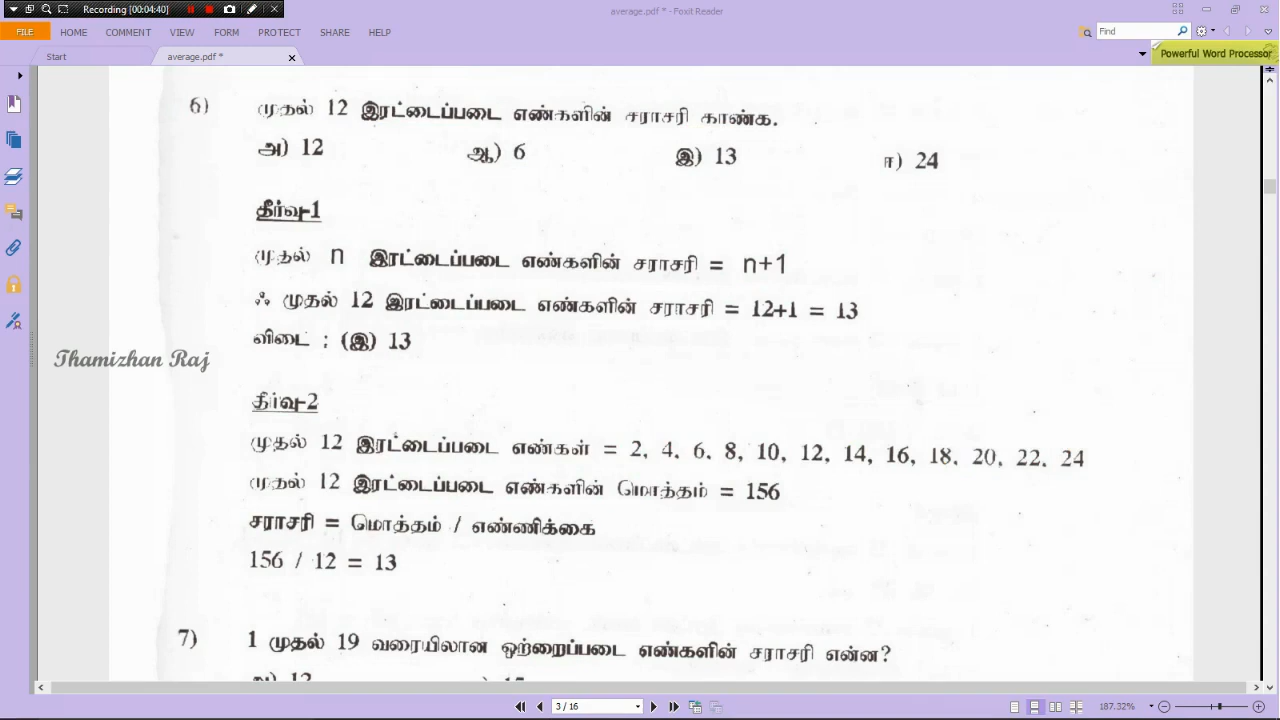 Recording [00:04:40]
average.pdf * - Foxit Reader
FILE HOME COMMENT VIEW FORM PROTECT SHARE HELP Find
Start average.pdf * Powerful Word Processor
6) முதல் 12 இரட்டைப்படை எண்களின் சராசரி காண்க.
அ) 12 ஆ) 6 இ) 13 ஈ) 24
தீர்வு-1
முதல் n இரட்டைப்படை எண்களின் சராசரி = n+1
ஃ முதல் 12 இரட்டைப்படை எண்களின் சராசரி = 12+1 = 13
விடை : (இ) 13
Thamizhan Raj
தீர்வு-2
முதல் 12 இரட்டைப்படை எண்கள் = 2, 4, 6, 8, 10, 12, 14, 16, 18, 20, 22, 24
முதல் 12 இரட்டைப்படை எண்களின் மொத்தம் = 156
சராசரி = மொத்தம் / எண்ணிக்கை
156 / 12 = 13
7) 1 முதல் 19 வரையிலான ஒற்றைப்படை எண்களின் சராசரி என்ன?
3 / 16 187.32%